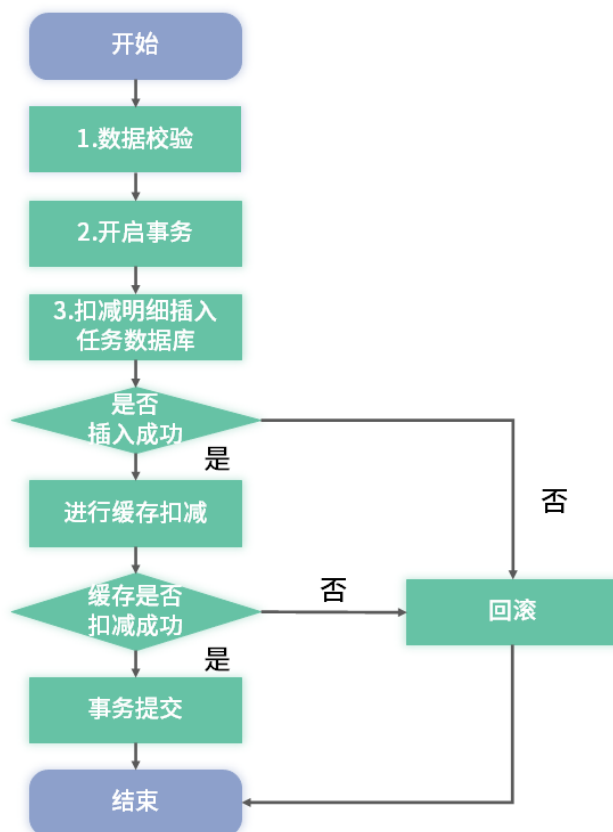 开始
1.数据校验
2.开启事务
3.扣减明细插入
任务数据库
是否
插入成功
是
否
进行缓存扣减
缓存是否
扣减成功
否
回滚
是
事务提交
结束